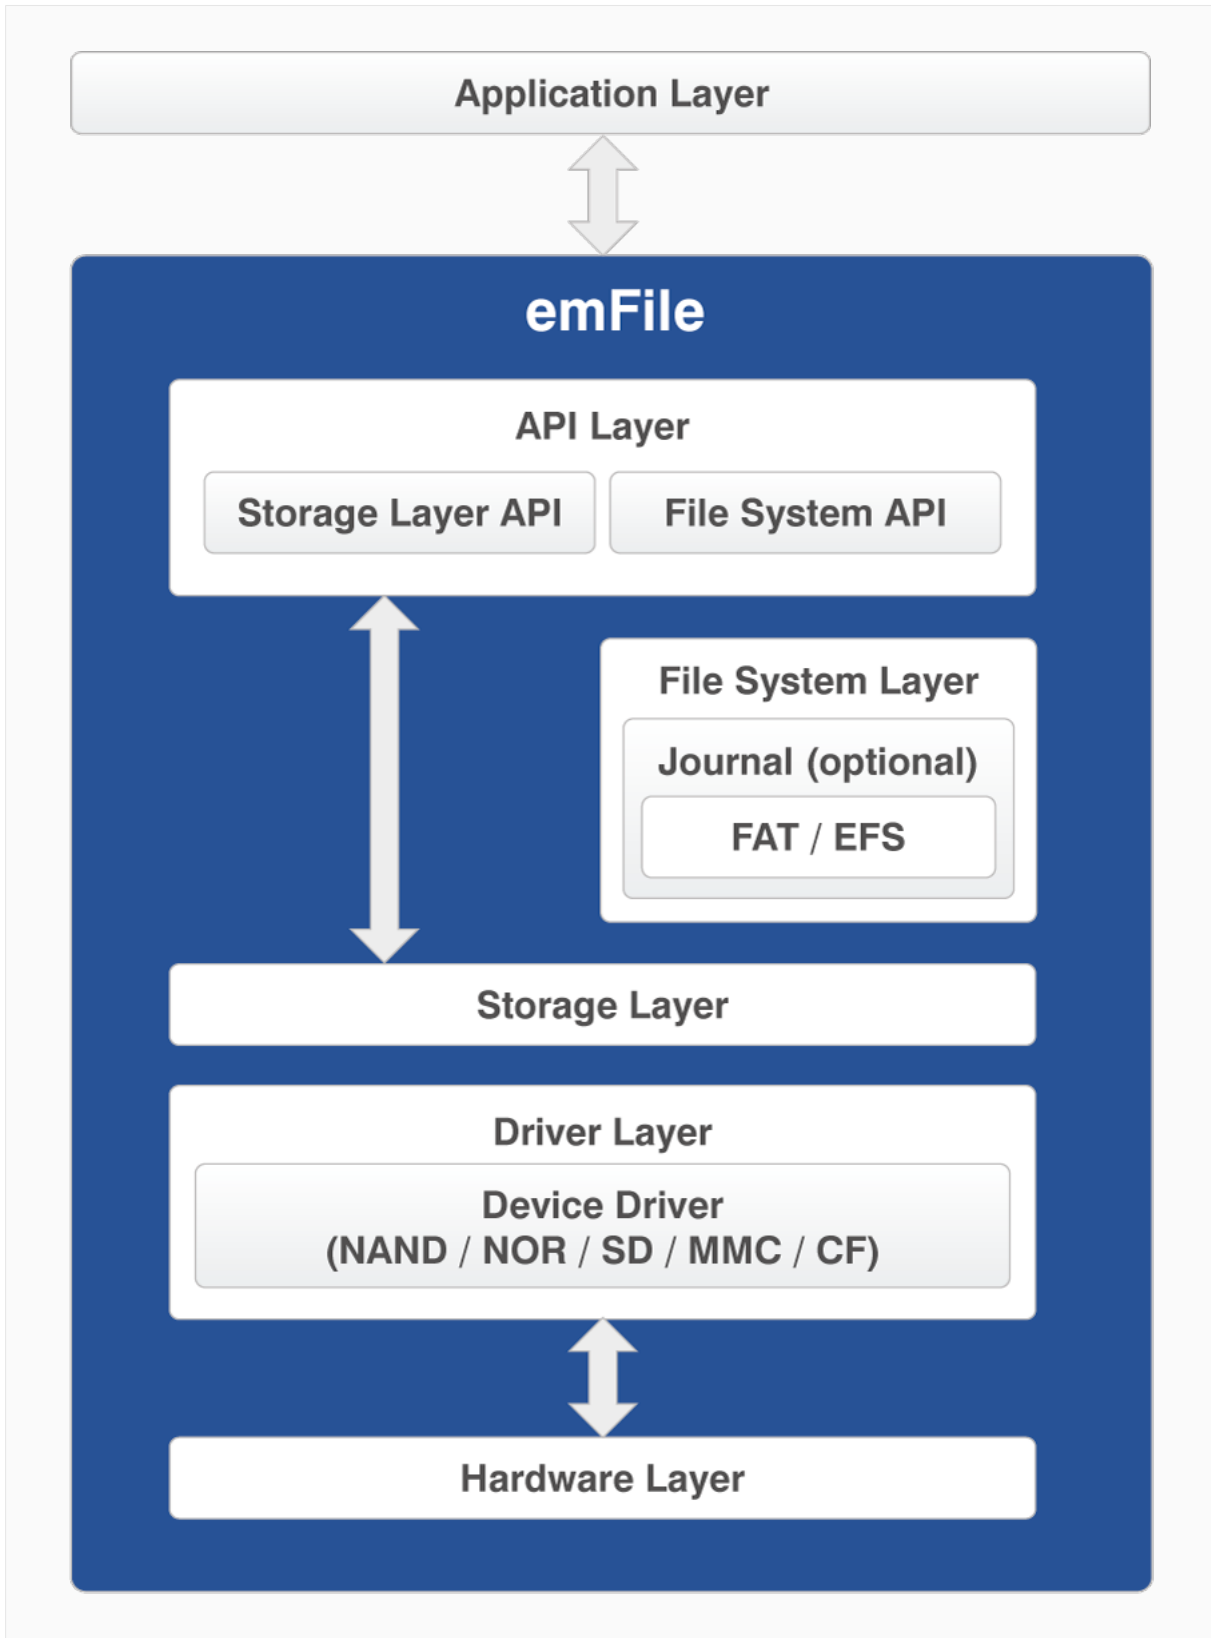 Application Layer
emFile
API Layer
Storage Layer API
File System API
File System Layer
Journal (optional)
FAT / EFS
Storage Layer
Driver Layer
Device Driver
(NAND / NOR / SD / MMC / CF)
Hardware Layer